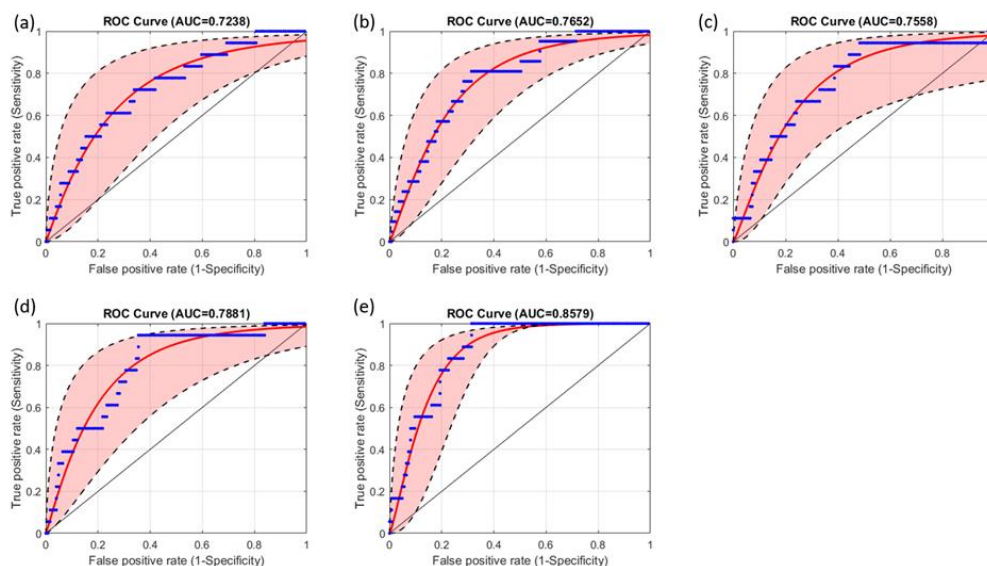 (a)
ROC Curve (AUC=0.7238)
True positive rate (Sensitivity)
1
0.8
0.6
0.4
0.2
0
0 0.2 0.4 0.6 0.8 1
False positive rate (1-Specificity)
(b)
ROC Curve (AUC=0.7652)
True positive rate (Sensitivity)
1
0.8
0.6
0.4
0.2
0
0 0.2 0.4 0.6 0.8 1
False positive rate (1-Specificity)
(c)
ROC Curve (AUC=0.7558)
True positive rate (Sensitivity)
1
0.8
0.6
0.4
0.2
0
0 0.2 0.4 0.6 0.8
False positive rate (1-Specificity)
(d)
ROC Curve (AUC=0.7881)
True positive rate (Sensitivity)
1
0.8
0.6
0.4
0.2
0
0 0.2 0.4 0.6 0.8 1
False positive rate (1-Specificity)
(e)
ROC Curve (AUC=0.8579)
True positive rate (Sensitivity)
1
0.8
0.6
0.4
0.2
0
0 0.2 0.4 0.6 0.8 1
False positive rate (1-Specificity)